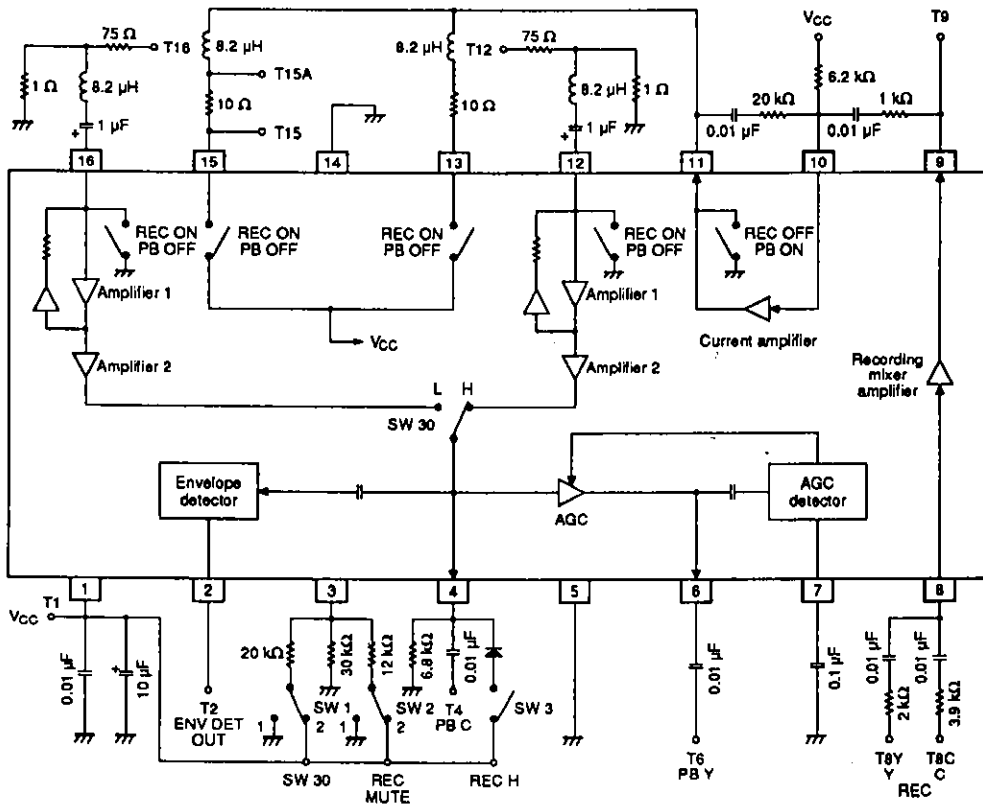 VCC
T9
75 Ω
T16
8.2 µH
8.2 µH
T12
75 Ω
1 Ω
8.2 µH
T15A
10 Ω
10 Ω
8.2 µH
1 Ω
6.2 kΩ
20 kΩ
1 kΩ
0.01 µF
0.01 µF
+
1 µF
T15
+
1 µF
16
15
14
13
12
11
10
9
REC ON
PB OFF
REC ON
PB OFF
REC ON
PB OFF
REC ON
PB OFF
REC OFF
PB ON
Amplifier 1
Amplifier 1
VCC
Current amplifier
Amplifier 2
Amplifier 2
Recording
mixer
amplifier
L
H
SW 30
Envelope
detector
AGC
AGC
detector
1
2
3
4
5
6
7
8
T1
VCC
0.01 µF
+
10 µF
20 kΩ
30 kΩ
12 kΩ
6.8 kΩ
0.01 µF
0.01 µF
0.1 µF
0.01 µF
0.01 µF
2 kΩ
3.9 kΩ
T2
ENV DET
OUT
1
SW 1
2
1
SW 2
2
T4
PB C
SW 3
SW 30
REC
MUTE
REC H
T6
PB Y
T8Y
Y
T8C
C
REC